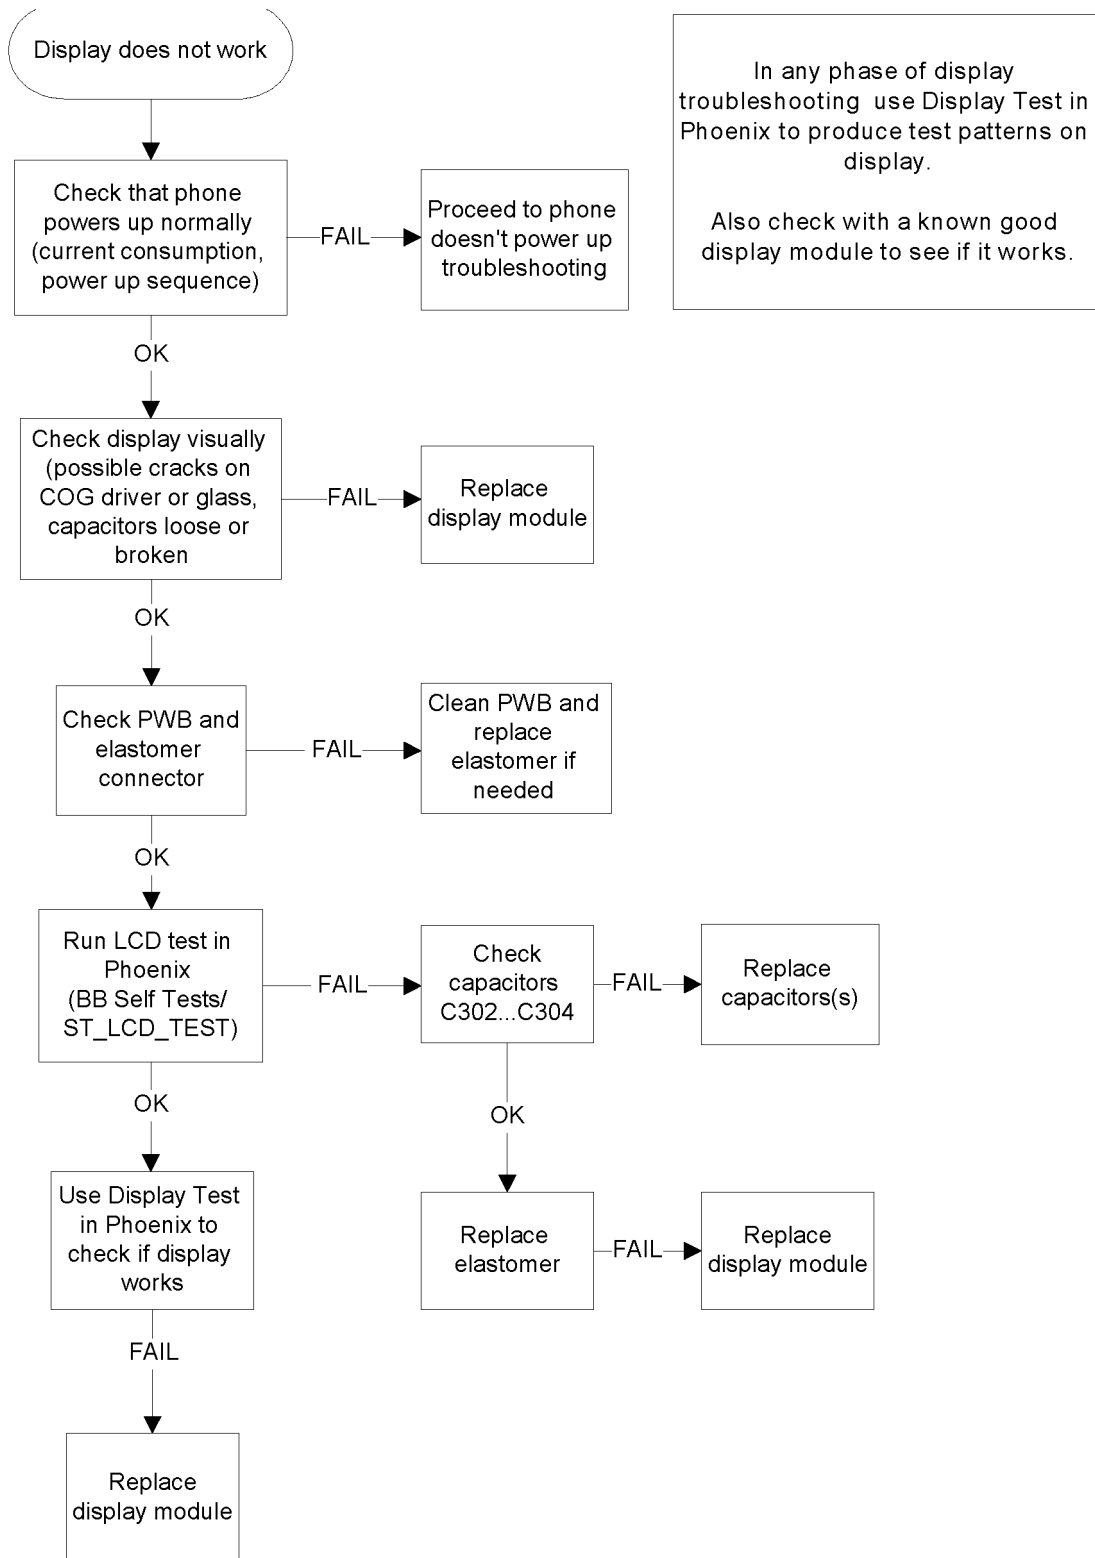 Display does not work
In any phase of display
troubleshooting  use Display Test in
Phoenix to produce test patterns on
display.
Also check with a known good
display module to see if it works.
Check that phone
powers up normally
(current consumption,
power up sequence)
FAIL
Proceed to phone
doesn't power up
troubleshooting
OK
Check display visually
(possible cracks on
COG driver or glass,
capacitors loose or
broken
FAIL
Replace
display module
OK
Check PWB and
elastomer
connector
FAIL
Clean PWB and
replace
elastomer if
needed
OK
Run LCD test in
Phoenix
(BB Self Tests/
ST_LCD_TEST)
FAIL
Check
capacitors
C302...C304
FAIL
Replace
capacitors(s)
OK
OK
Use Display Test
in Phoenix to
check if display
works
Replace
elastomer
FAIL
Replace
display module
FAIL
Replace
display module